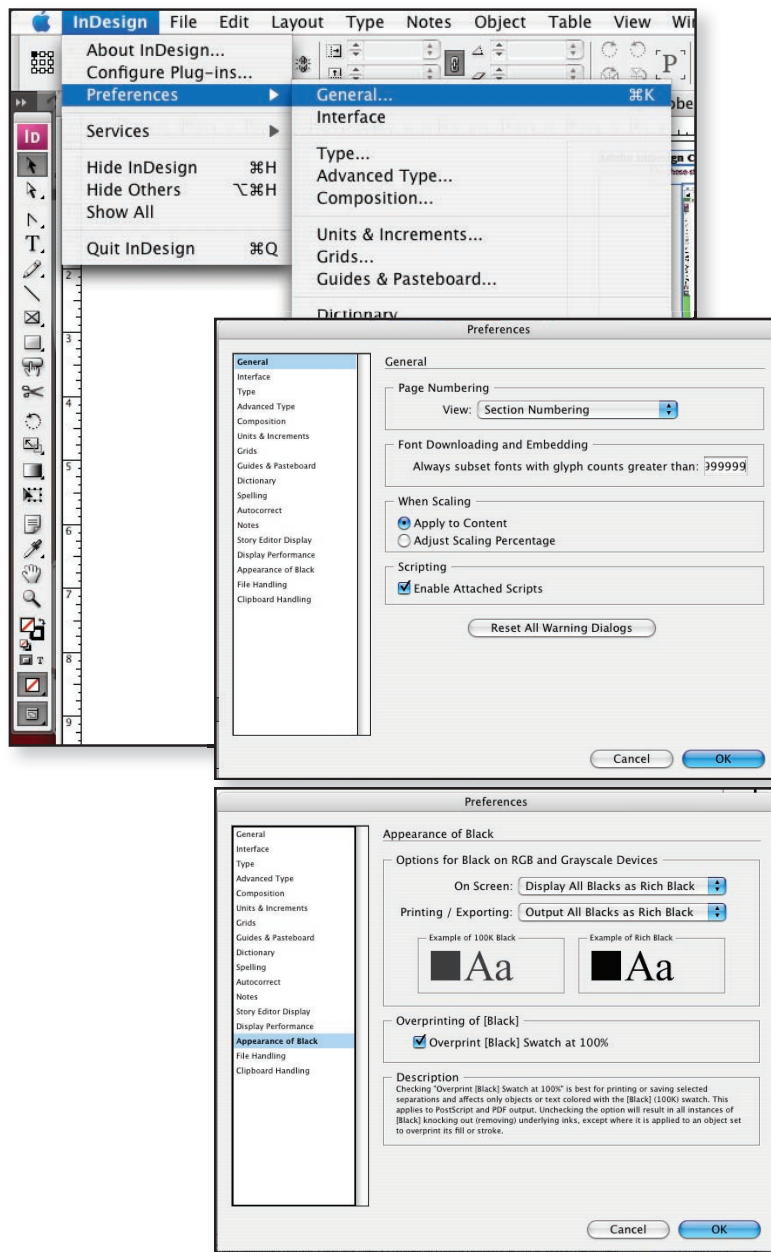 InDesign File Edit Layout Type Notes Object Table View
About InDesign...
Configure Plug-ins...
Preferences
Services
Hide InDesign ⌘H
Hide Others ⌥⌘H
Show All
Quit InDesign ⌘Q
General... ⌘K
Interface
Type...
Advanced Type...
Composition...
Units & Increments...
Grids...
Guides & Pasteboard...
Dictionary
P
ID
T
T
2
3
4
5
6
7
8
9
Preferences
General
Interface
Type
Advanced Type
Composition
Units & Increments
Grids
Guides & Pasteboard
Dictionary
Spelling
Autocorrect
Notes
Story Editor Display
Display Performance
Appearance of Black
File Handling
Clipboard Handling
General
Page Numbering
View: Section Numbering
Font Downloading and Embedding
Always subset fonts with glyph counts greater than: 999999
When Scaling
Apply to Content
Adjust Scaling Percentage
Scripting
Enable Attached Scripts
Reset All Warning Dialogs
Cancel OK
Preferences
General
Interface
Type
Advanced Type
Composition
Units & Increments
Grids
Guides & Pasteboard
Dictionary
Spelling
Autocorrect
Notes
Story Editor Display
Display Performance
Appearance of Black
File Handling
Clipboard Handling
Appearance of Black
Options for Black on RGB and Grayscale Devices
On Screen: Display All Blacks as Rich Black
Printing / Exporting: Output All Blacks as Rich Black
Example of 100K Black
Aa
Example of Rich Black
Aa
Overprinting of [Black]
Overprint [Black] Swatch at 100%
Description
Checking "Overprint [Black] Swatch at 100%" is best for printing or saving selected
separations and affects only objects or text colored with the [Black] (100K) swatch. This
applies to PostScript and PDF output. Unchecking the option will result in all instances of
[Black] knocking out (removing) underlying inks, except where it is applied to an object set
to overprint its fill or stroke.
Cancel OK